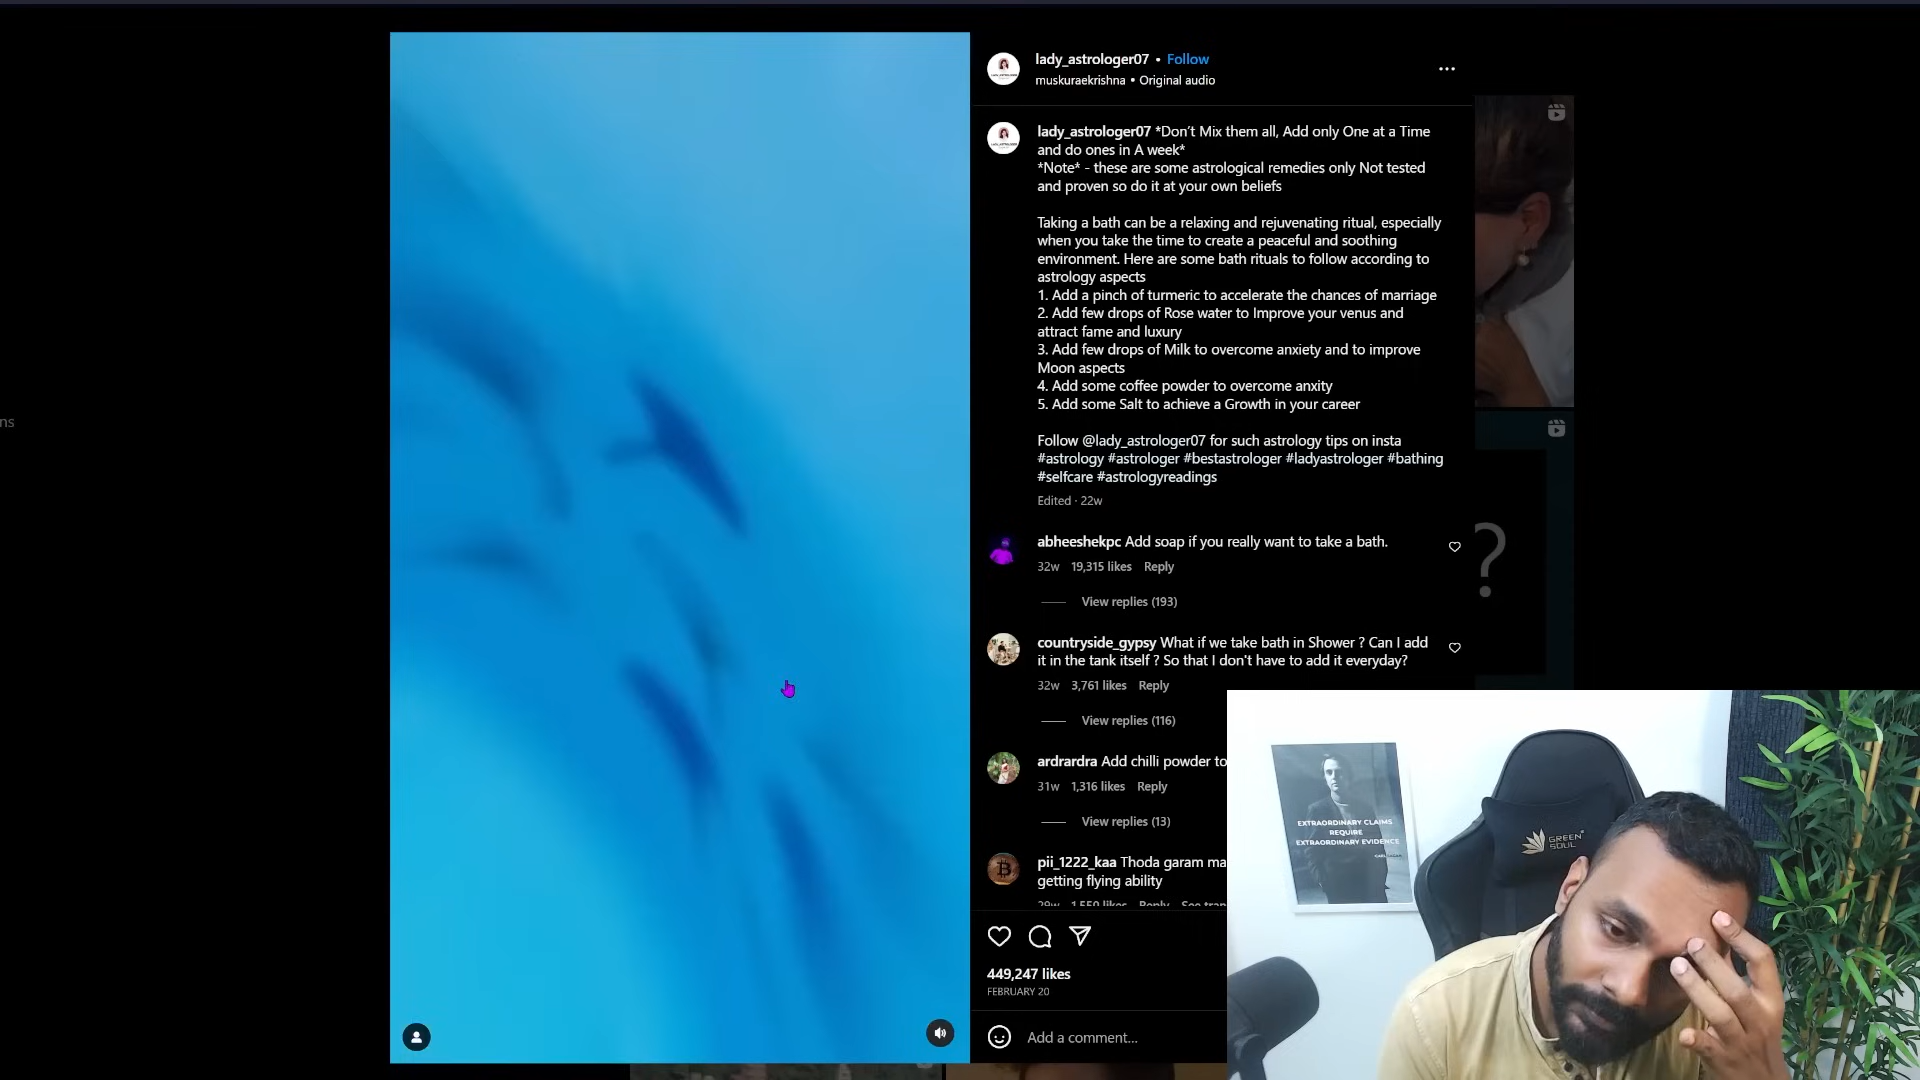 lady_astrologer07 • Follow
muskuraekrishna • Original audio
lady_astrologer07 *Don't Mix them all, Add only One at a Time
and do ones in A week*
*Note* - these are some astrological remedies only Not tested
and proven so do it at your own beliefs
Taking a bath can be a relaxing and rejuvenating ritual, especially
when you take the time to create a peaceful and soothing
environment. Here are some bath rituals to follow according to
astrology aspects
1. Add a pinch of turmeric to accelerate the chances of marriage
2. Add few drops of Rose water to Improve your venus and
attract fame and luxury
3. Add few drops of Milk to overcome anxiety and to improve
Moon aspects
4. Add some coffee powder to overcome anxity
5. Add some Salt to achieve a Growth in your career
Follow @lady_astrologer07 for such astrology tips on insta
#astrology #astrologer #bestastrologer #ladyastrologer #bathing
#selfcare #astrologyreadings
Edited · 22w
abheeshekpc Add soap if you really want to take a bath.
32w 19,315 likes Reply
View replies (193)
countryside_gypsy What if we take bath in Shower ? Can I add
it in the tank itself ? So that I don't have to add it everyday?
32w 3,761 likes Reply
View replies (116)
ardrardra Add chilli powder to
31w 1,316 likes Reply
View replies (13)
pii_1222_kaa Thoda garam ma
getting flying ability
29w 1,550 likes Reply See tran
449,247 likes
FEBRUARY 20
Add a comment...
ns
?
EXTRAORDINARY CLAIMS
REQUIRE
EXTRAORDINARY EVIDENCE
GREEN
SOUL